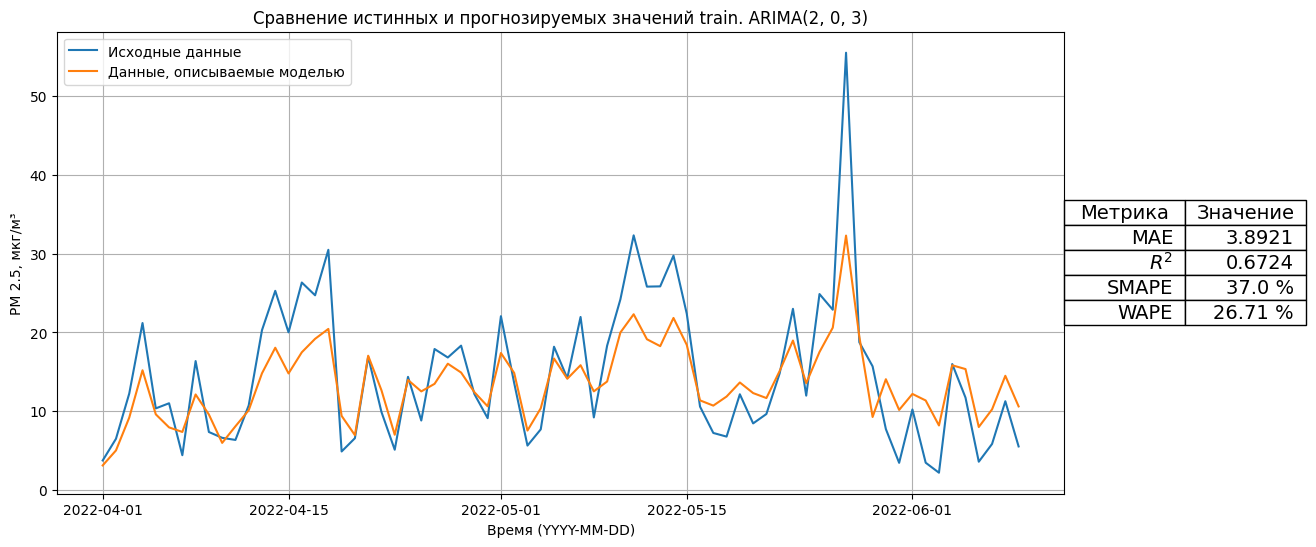 Сравнение истинных и прогнозируемых значений train. ARIMA(2, 0, 3)
Исходные данные
Данные, описываемые моделью
PM 2.5, мкг/м³
50
40
30
20
10
0
2022-04-01 2022-04-15 2022-05-01 2022-05-15 2022-06-01
Время (YYYY-MM-DD)
Метрика Значение
MAE 3.8921
R² 0.6724
SMAPE 37.0 %
WAPE 26.71 %